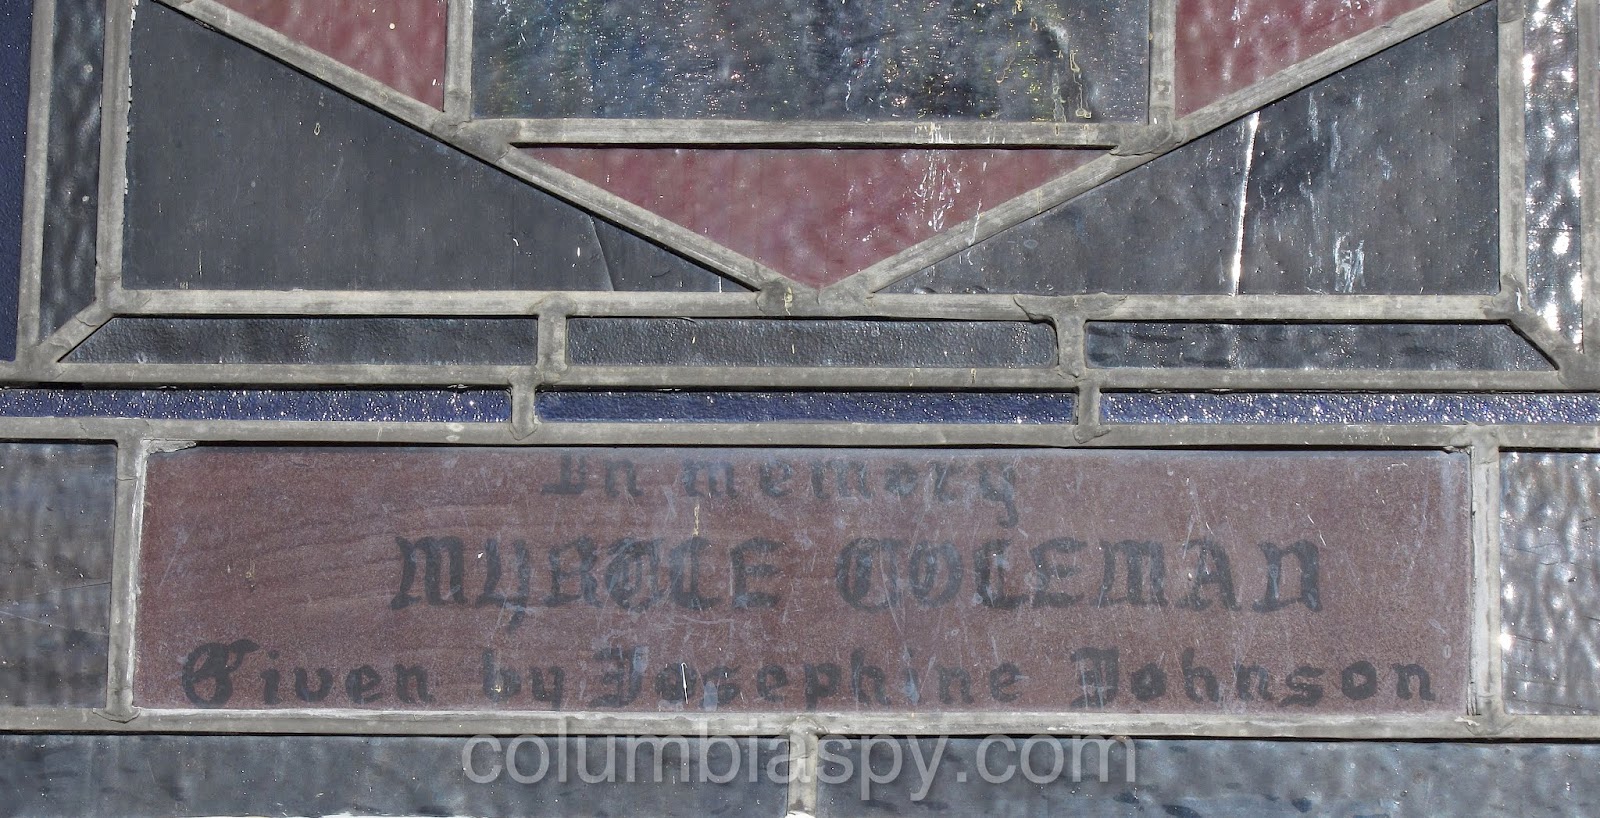 In memory
MYRTLE COLEMAN
Given by Josephine Johnson
columbiaspy.com